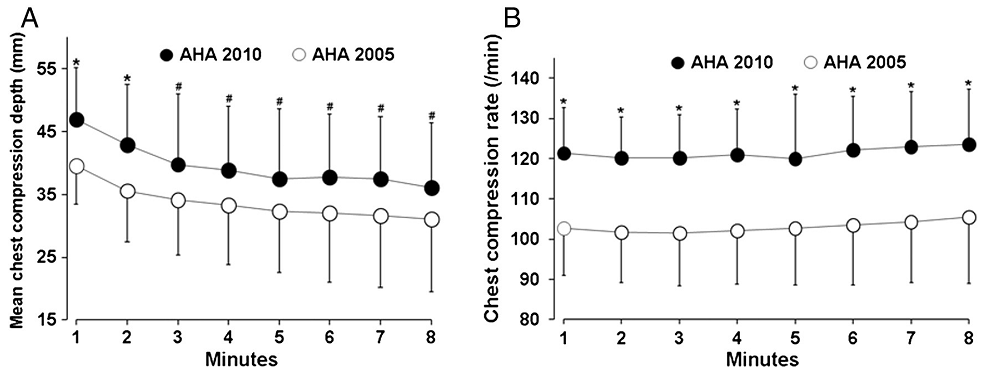 A
AHA 2010
AHA 2005
Mean chest compression depth (mm)
55
45
35
25
15
* * # # # # # #
1 2 3 4 5 6 7 8
Minutes
B
AHA 2010
AHA 2005
Chest compression rate (/min)
140
130
120
110
100
90
80
* * * * * * * *
1 2 3 4 5 6 7 8
Minutes